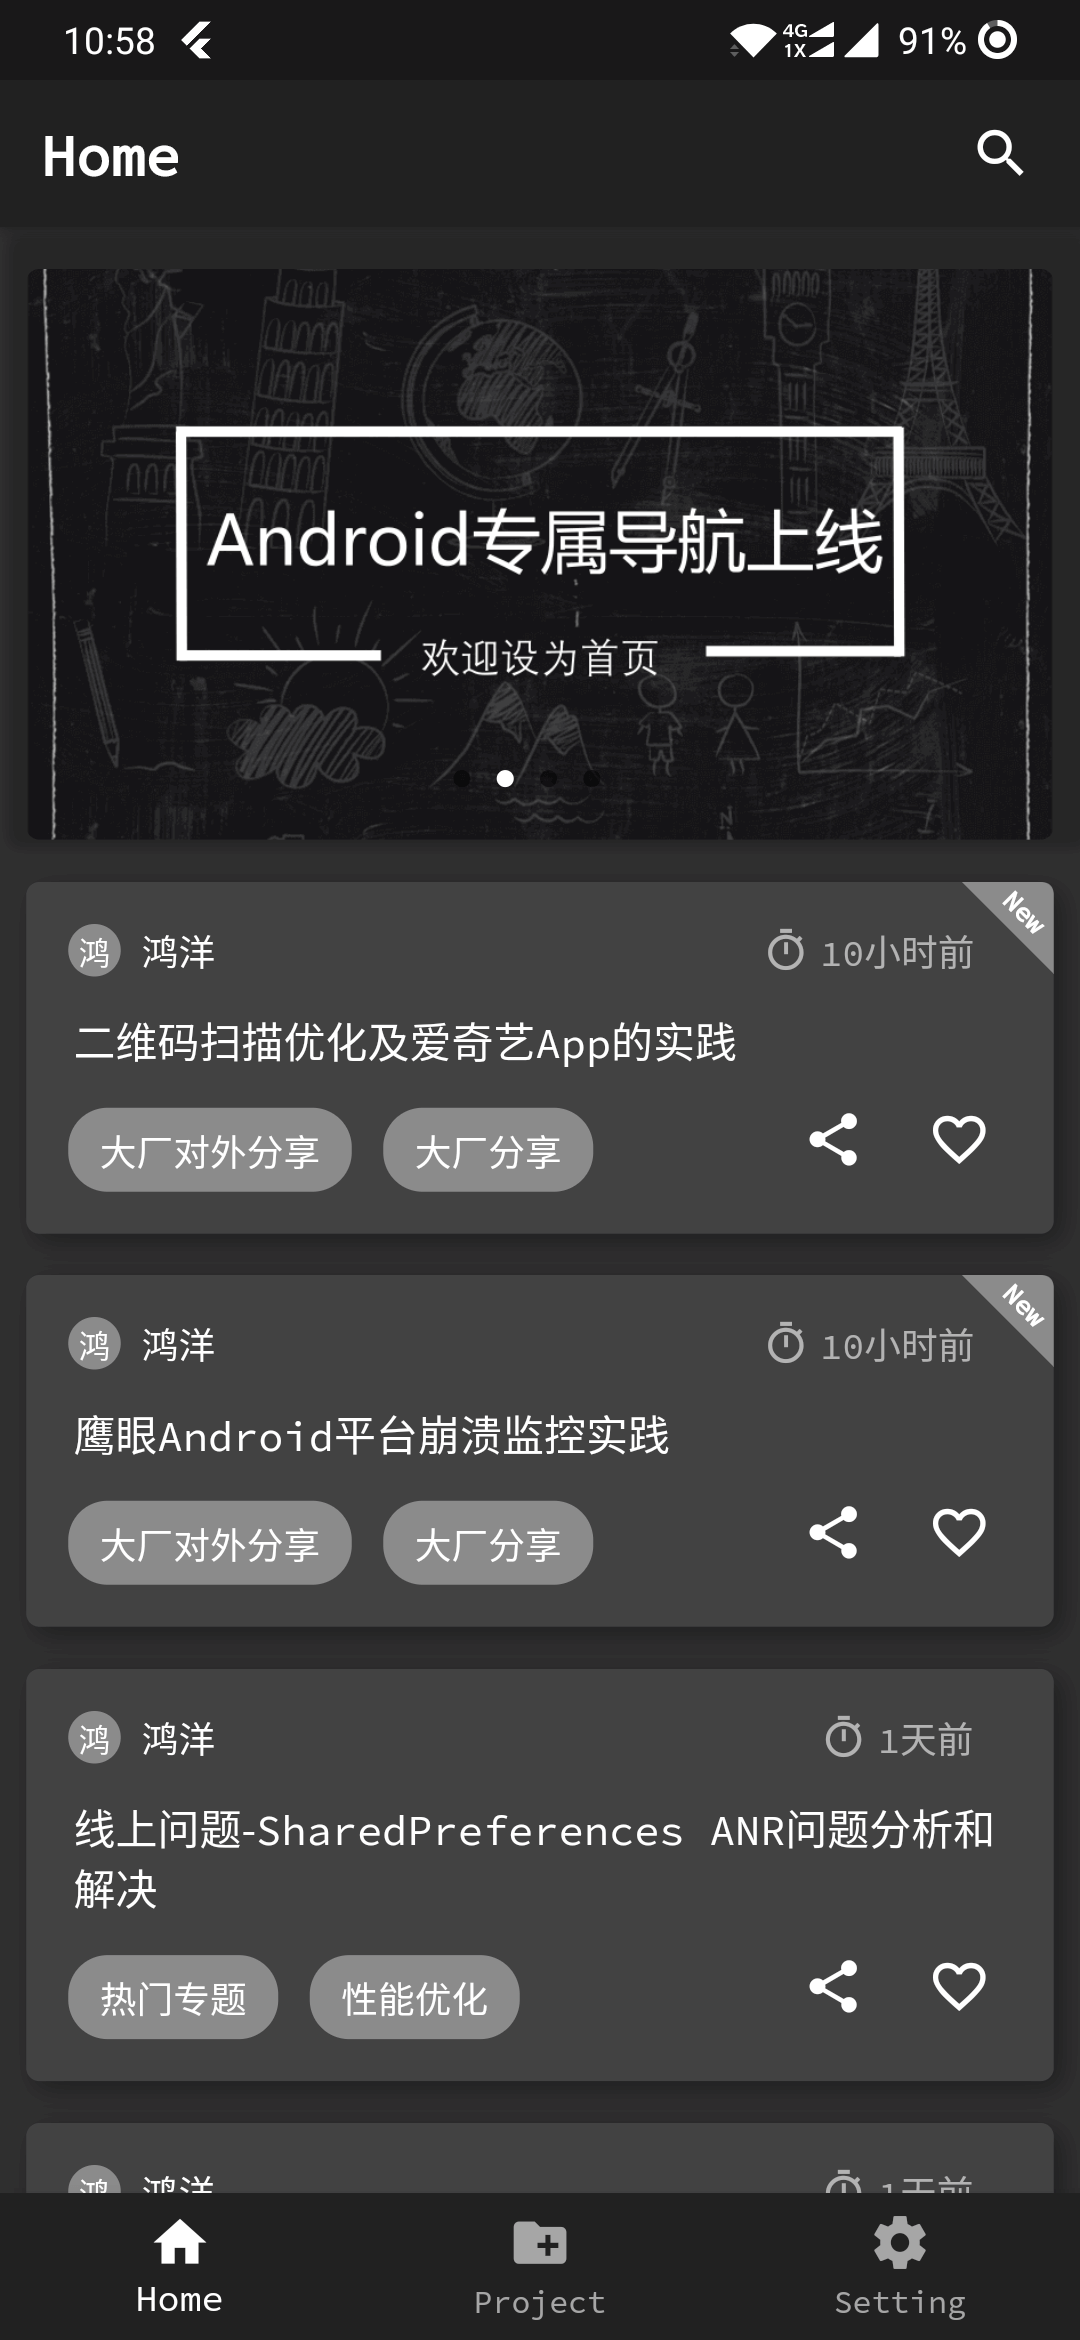 10:58
4G
1X
91%
Home
Android专属导航上线
欢迎设为首页
N
New
鸿 鸿洋 10小时前
二维码扫描优化及爱奇艺App的实践
大厂对外分享 大厂分享
New
鸿 鸿洋 10小时前
鹰眼Android平台崩溃监控实践
大厂对外分享 大厂分享
鸿 鸿洋 1天前
线上问题-SharedPreferences ANR问题分析和
解决
热门专题 性能优化
鸿 鸿洋 1天前
Home Project Setting